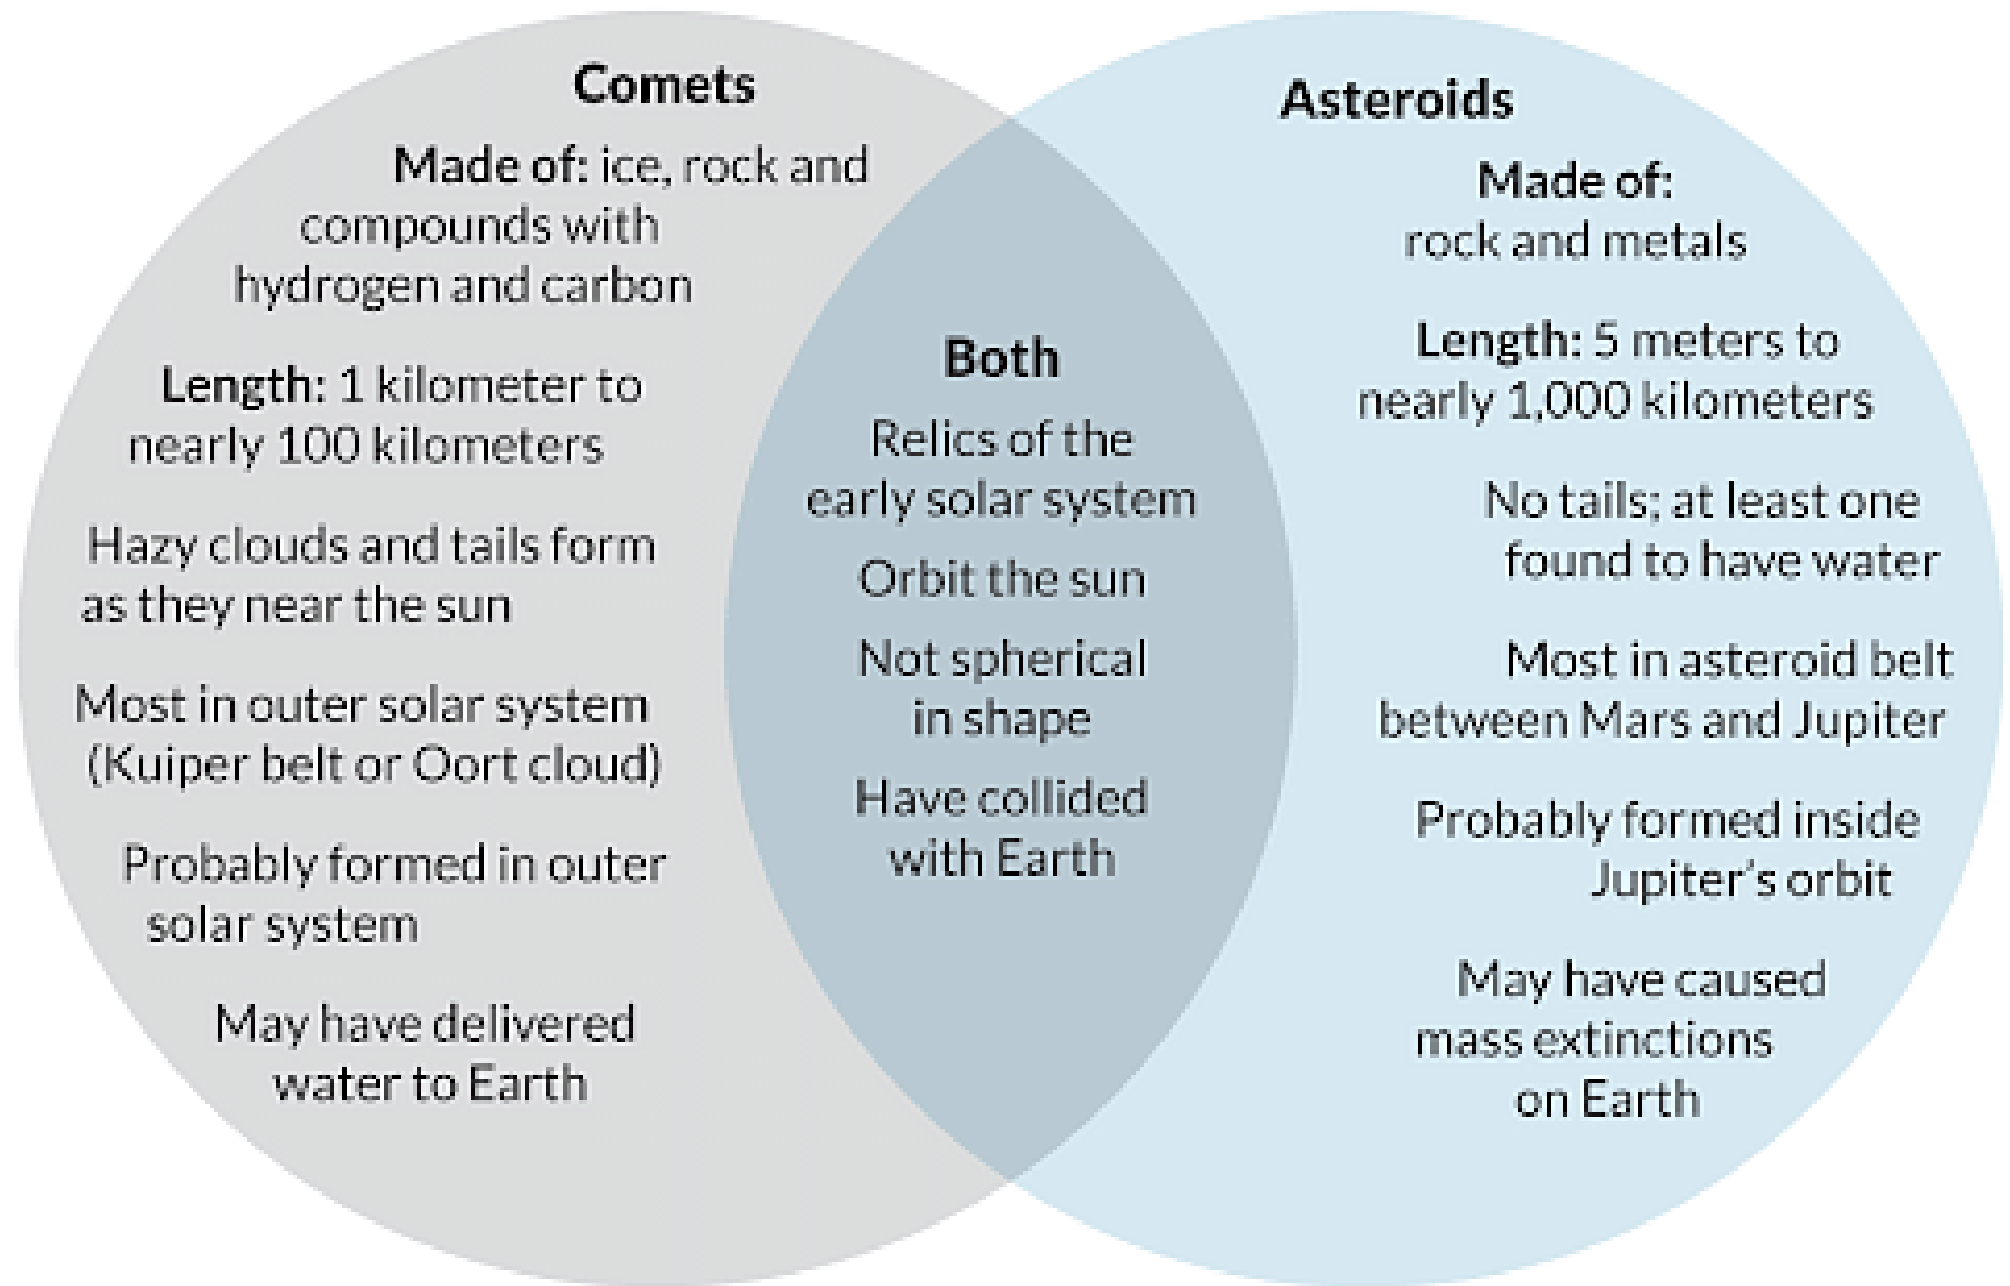 Comets
Made of: ice, rock and
compounds with
hydrogen and carbon
Length: 1 kilometer to
nearly 100 kilometers
Hazy clouds and tails form
as they near the sun
Most in outer solar system
(Kuiper belt or Oort cloud)
Probably formed in outer
solar system
May have delivered
water to Earth
Both
Relics of the
early solar system
Orbit the sun
Not spherical
in shape
Have collided
with Earth
Asteroids
Made of:
rock and metals
Length: 5 meters to
nearly 1,000 kilometers
No tails; at least one
found to have water
Most in asteroid belt
between Mars and Jupiter
Probably formed inside
Jupiter's orbit
May have caused
mass extinctions
on Earth